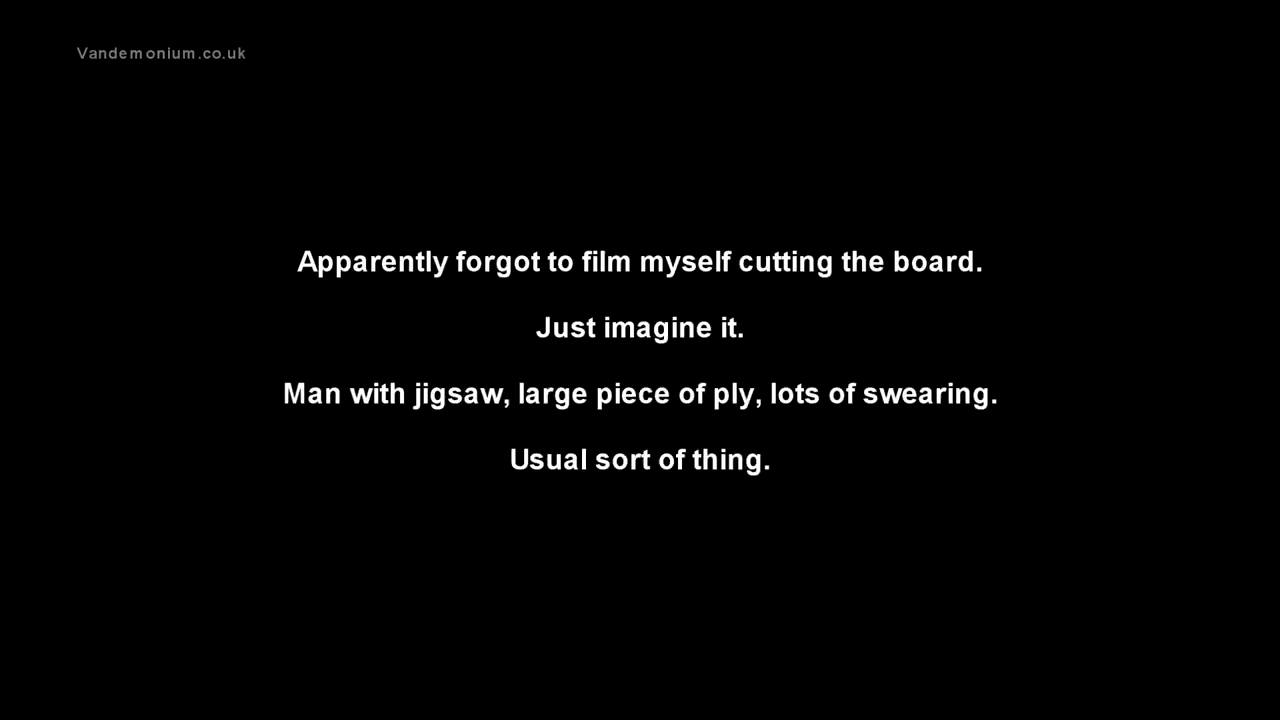 Vandemonium.co.uk
Apparently forgot to film myself cutting the board.
Just imagine it.
Man with jigsaw, large piece of ply, lots of swearing.
Usual sort of thing.